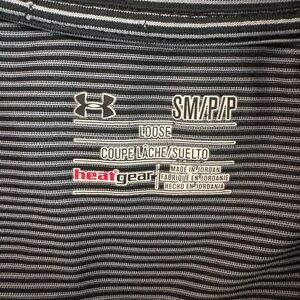 SM/P/P
LOOSE
COUPE LÂCHE/SUELTO
heatgear
MADE IN JORDAN
FABRIQUÉ EN JORDANIE
HECHO EN JORDANIA